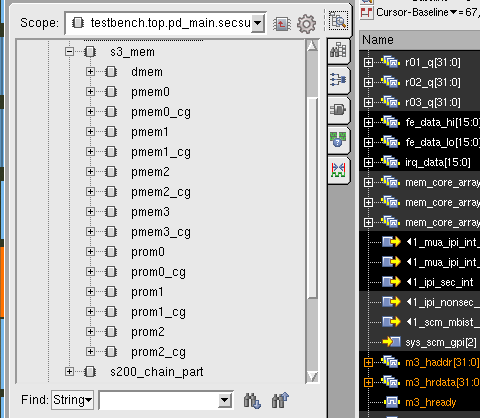 Scope: testbench.top.pd_main.secsu
s3_mem
dmem
pmem0
pmem0_cg
pmem1
pmem1_cg
pmem2
pmem2_cg
pmem3
pmem3_cg
prom0
prom0_cg
prom1
prom1_cg
prom2
prom2_cg
s200_chain_part
Find: String
Cursor-Baseline = 67,
Name
r01_q[31:0]
r02_q[31:0]
r03_q[31:0]
fe_data_hi[15:0]
fe_data_lo[15:0]
irq_data[15:0]
mem_core_array
mem_core_array
mem_core_array
1_mua_ipi_int_
1_mua_ipi_int_
1_ipi_sec_int
1_ipi_nonsec_
1_scm_mbist_
sys_scm_gpi[2]
m3_haddr[31:0]
m3_hrdata[31:0]
m3_hready